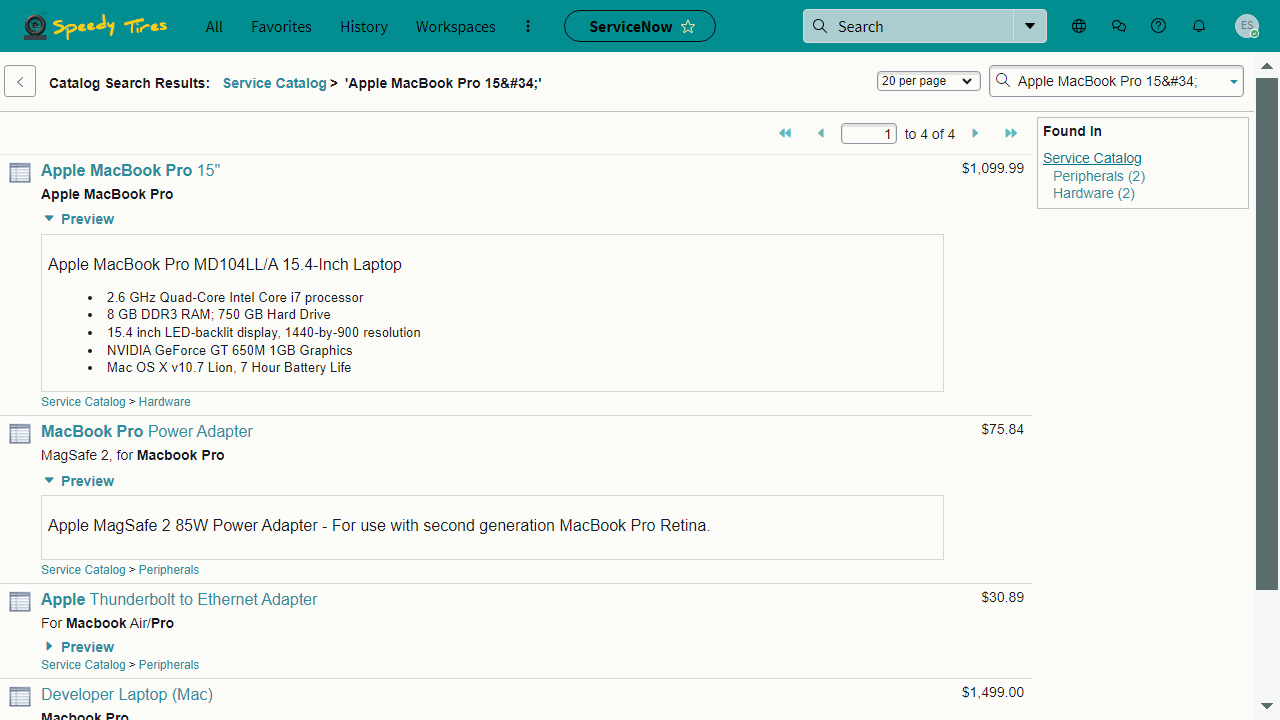 Speedy Tires
All
Favorites
History
Workspaces
ServiceNow
Search
ES
Catalog Search Results: Service Catalog > 'Apple MacBook Pro 15&#34;'
20 per page
Apple MacBook Pro 15&#34;
1 to 4 of 4
Found In
Service Catalog
Peripherals (2)
Hardware (2)
Apple MacBook Pro 15"
$1,099.99
Apple MacBook Pro
Preview
Apple MacBook Pro MD104LL/A 15.4-Inch Laptop
• 2.6 GHz Quad-Core Intel Core i7 processor
• 8 GB DDR3 RAM; 750 GB Hard Drive
• 15.4 inch LED-backlit display, 1440-by-900 resolution
• NVIDIA GeForce GT 650M 1GB Graphics
• Mac OS X v10.7 Lion, 7 Hour Battery Life
Service Catalog > Hardware
MacBook Pro Power Adapter
$75.84
MagSafe 2, for Macbook Pro
Preview
Apple MagSafe 2 85W Power Adapter - For use with second generation MacBook Pro Retina.
Service Catalog > Peripherals
Apple Thunderbolt to Ethernet Adapter
$30.89
For Macbook Air/Pro
Preview
Service Catalog > Peripherals
Developer Laptop (Mac)
$1,499.00
Macbook Pro